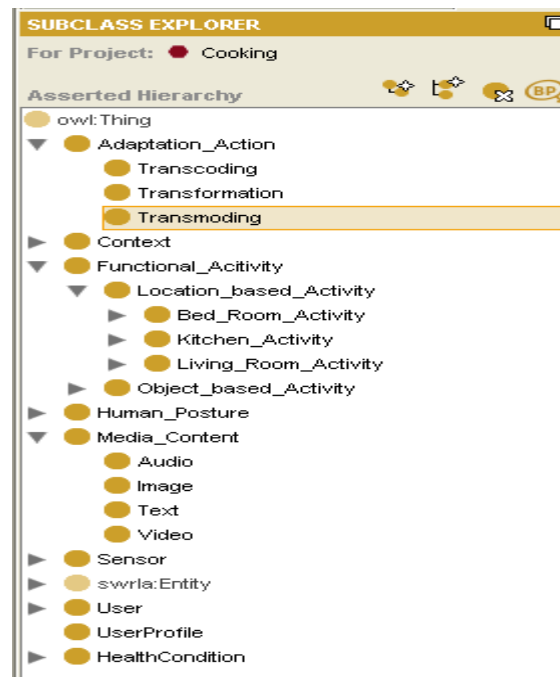 SUBCLASS EXPLORER
For Project: Cooking
Asserted Hierarchy BP
owl:Thing
Adaptation_Action
Transcoding
Transformation
Transmoding
Context
Functional_Acitivity
Location_based_Activity
Bed_Room_Activity
Kitchen_Activity
Living_Room_Activity
Object_based_Activity
Human_Posture
Media_Content
Audio
Image
Text
Video
Sensor
swrla:Entity
User
UserProfile
HealthCondition